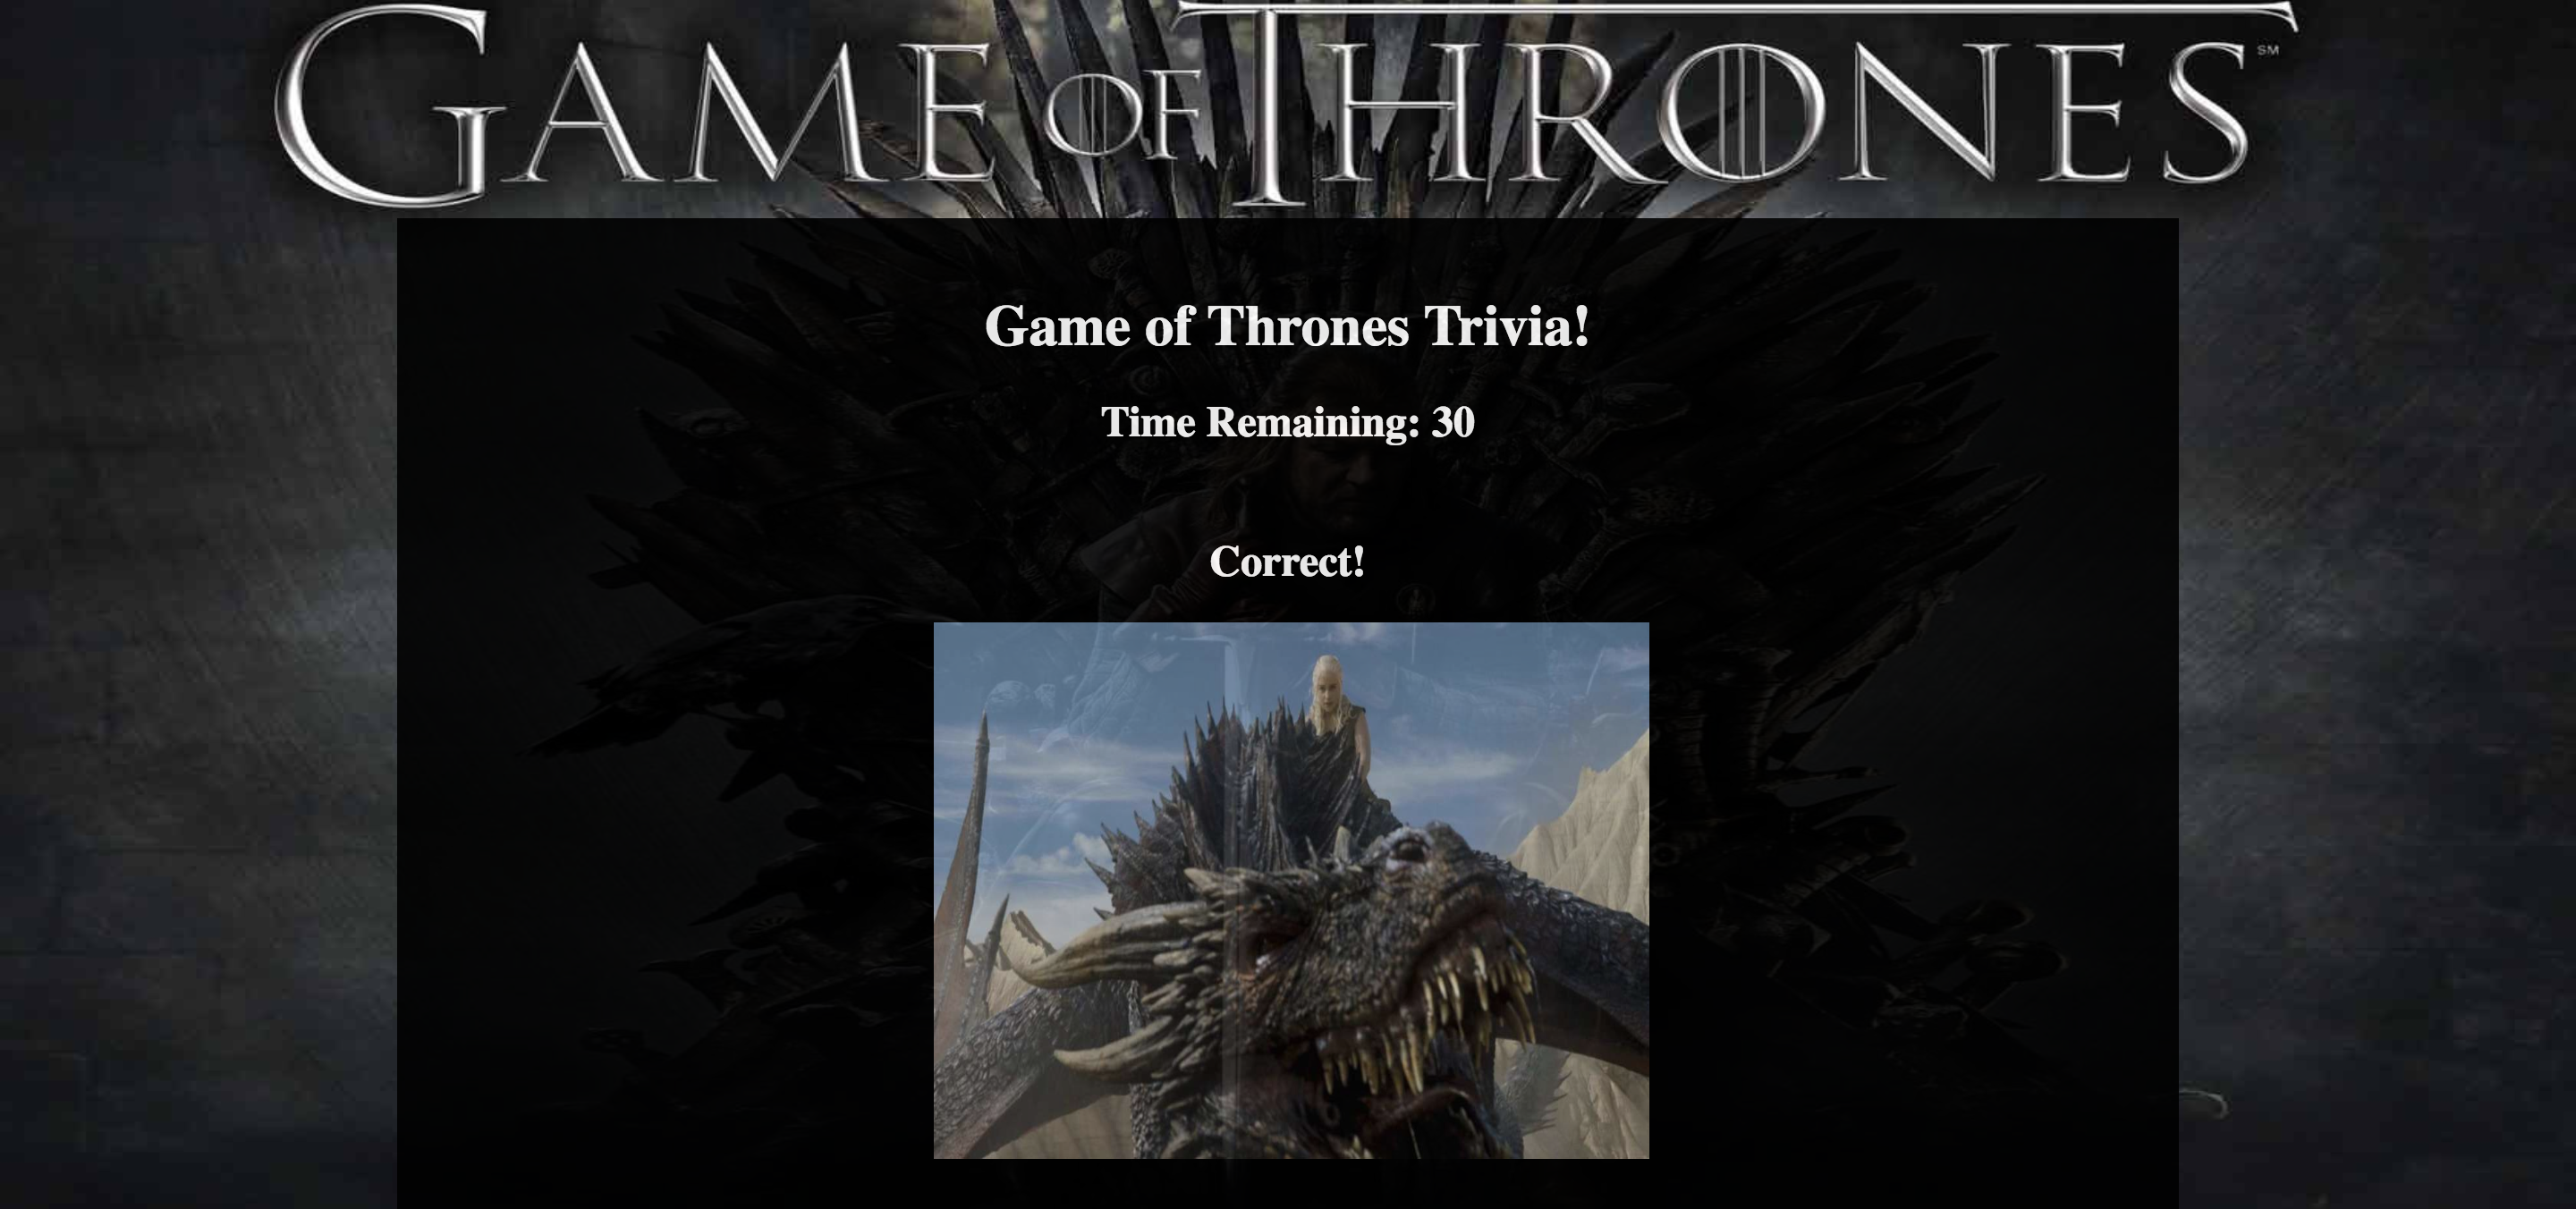 GAME OF THRONES SM
Game of Thrones Trivia!
Time Remaining: 30
Correct!